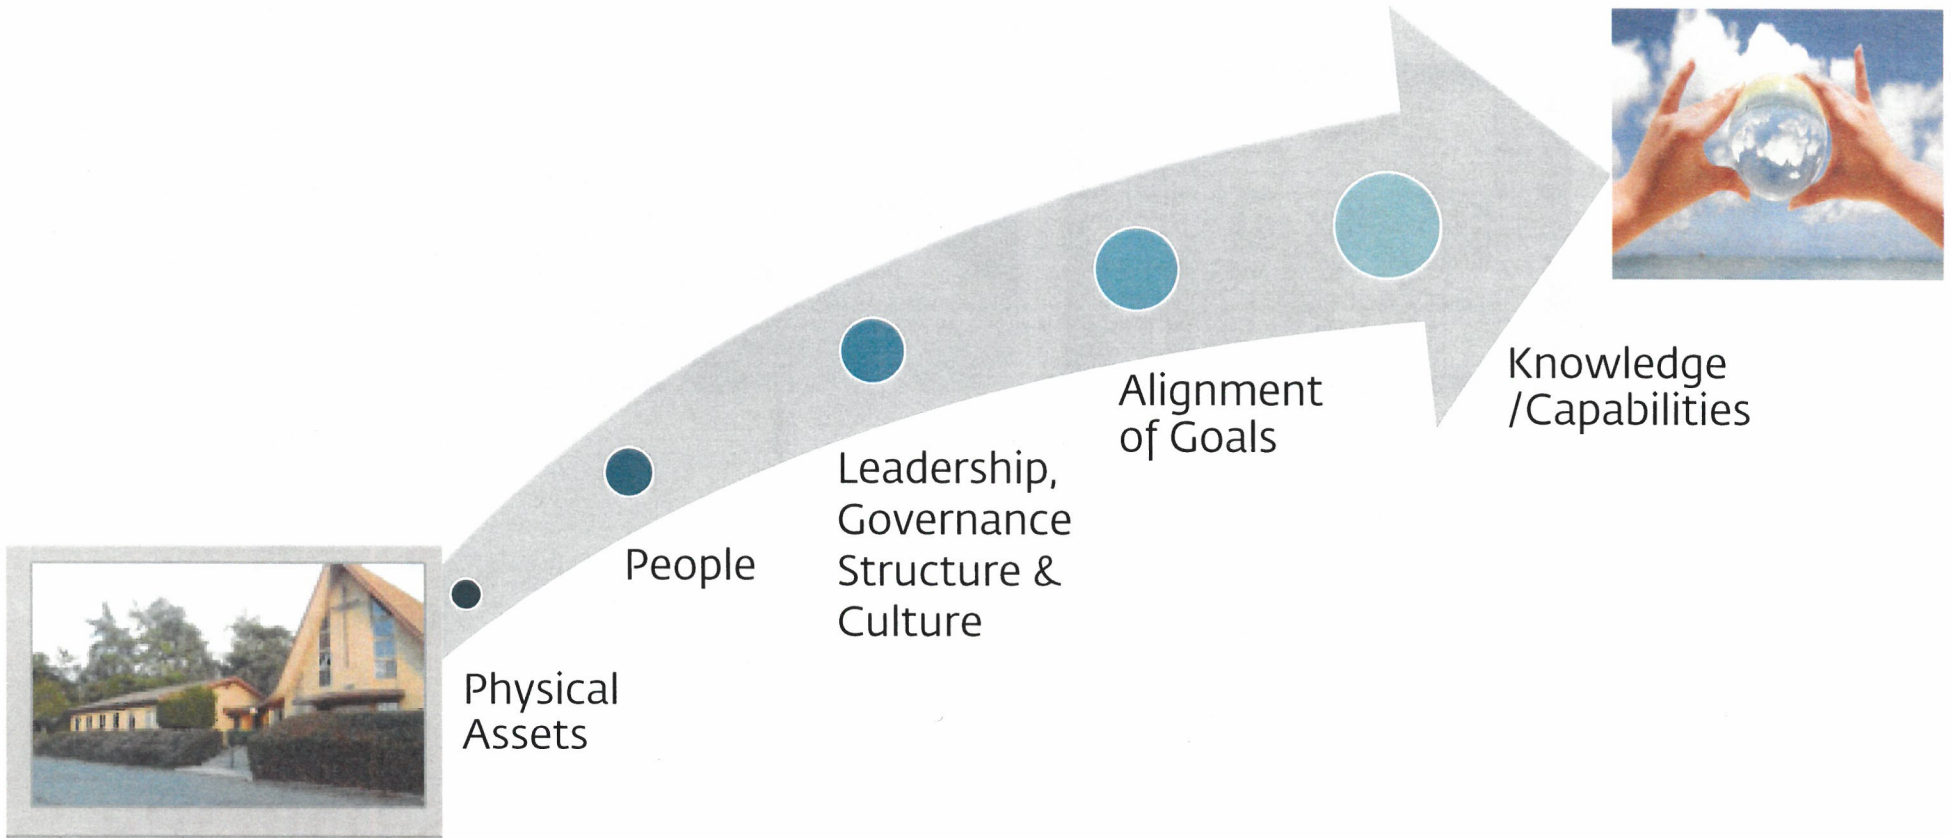 Physical
Assets
People
Leadership,
Governance
Structure &
Culture
Alignment
of Goals
Knowledge
/Capabilities